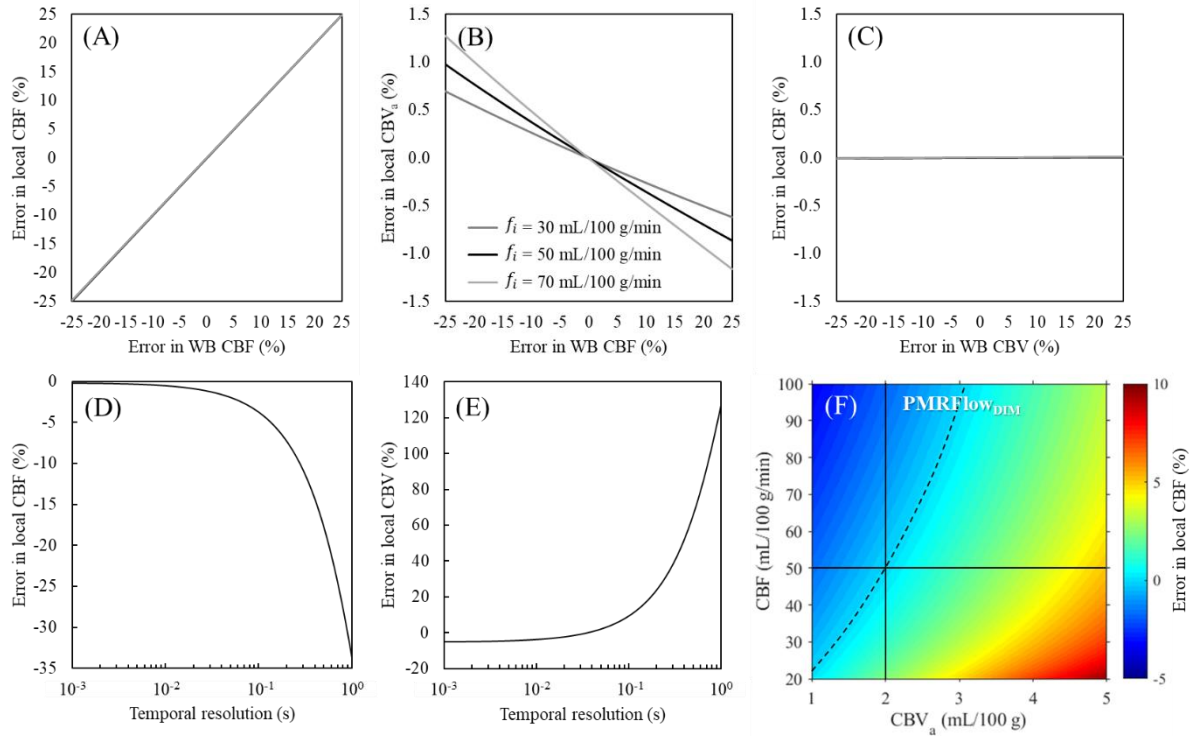 (A)
25
20
15
10
5
0
-5
-10
-15
-20
-25
Error in local CBF (%)
-25 -20 -15 -10 -5 0 5 10 15 20 25
Error in WB CBF (%)
(B)
1.5
1.0
0.5
0.0
-0.5
-1.0
-1.5
Error in local CBVₐ (%)
fᵢ = 30 mL/100 g/min
fᵢ = 50 mL/100 g/min
fᵢ = 70 mL/100 g/min
-25 -20 -15 -10 -5 0 5 10 15 20 25
Error in WB CBF (%)
(C)
1.5
1.0
0.5
0.0
-0.5
-1.0
-1.5
Error in local CBF (%)
-25 -20 -15 -10 -5 0 5 10 15 20 25
Error in WB CBV (%)
(D)
0
-5
-10
-15
-20
-25
-30
-35
Error in local CBF (%)
10⁻³ 10⁻² 10⁻¹ 10⁰
Temporal resolution (s)
(E)
140
120
100
80
60
40
20
0
-20
Error in local CBV (%)
10⁻³ 10⁻² 10⁻¹ 10⁰
Temporal resolution (s)
(F)
PMRFlow_DIM
100
90
80
70
60
50
40
30
20
CBF (mL/100 g/min)
1 2 3 4 5
CBVₐ (mL/100 g)
10
5
0
-5
Error in local CBF (%)